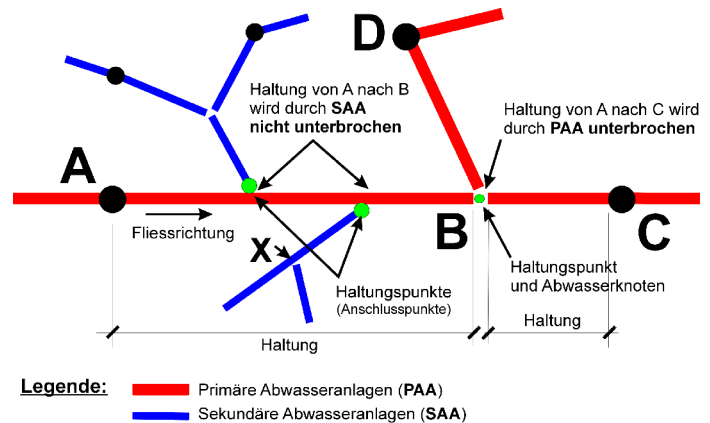 D
Haltung von A nach B
wird durch SAA
nicht unterbrochen
Haltung von A nach C wird
durch PAA unterbrochen
A
Fliessrichtung
B
C
X
Haltungspunkte
(Anschlusspunkte)
Haltungspunkt
und Abwasserknoten
Haltung
Haltung
Legende:
Primäre Abwasseranlagen (PAA)
Sekundäre Abwasseranlagen (SAA)